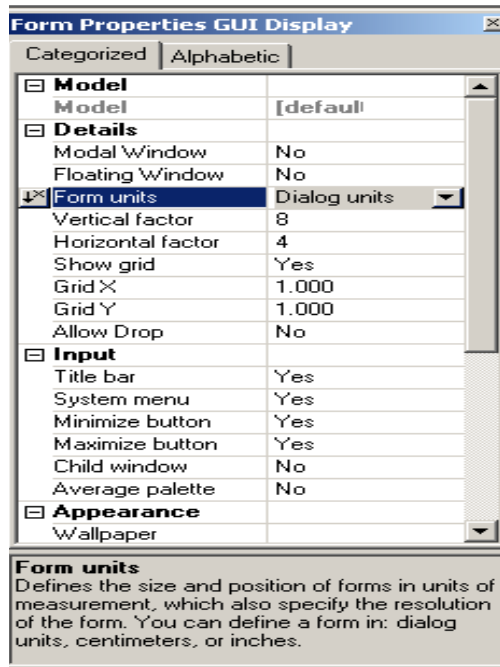 Form Properties GUI Display
Categorized Alphabetic
Model
Model [defaul
Details
Modal Window No
Floating Window No
Form units Dialog units
Vertical factor 8
Horizontal factor 4
Show grid Yes
Grid X 1.000
Grid Y 1.000
Allow Drop No
Input
Title bar Yes
System menu Yes
Minimize button Yes
Maximize button Yes
Child window No
Average palette No
Appearance
Wallpaper
Form units
Defines the size and position of forms in units of
measurement, which also specify the resolution
of the form. You can define a form in: dialog
units, centimeters, or inches.